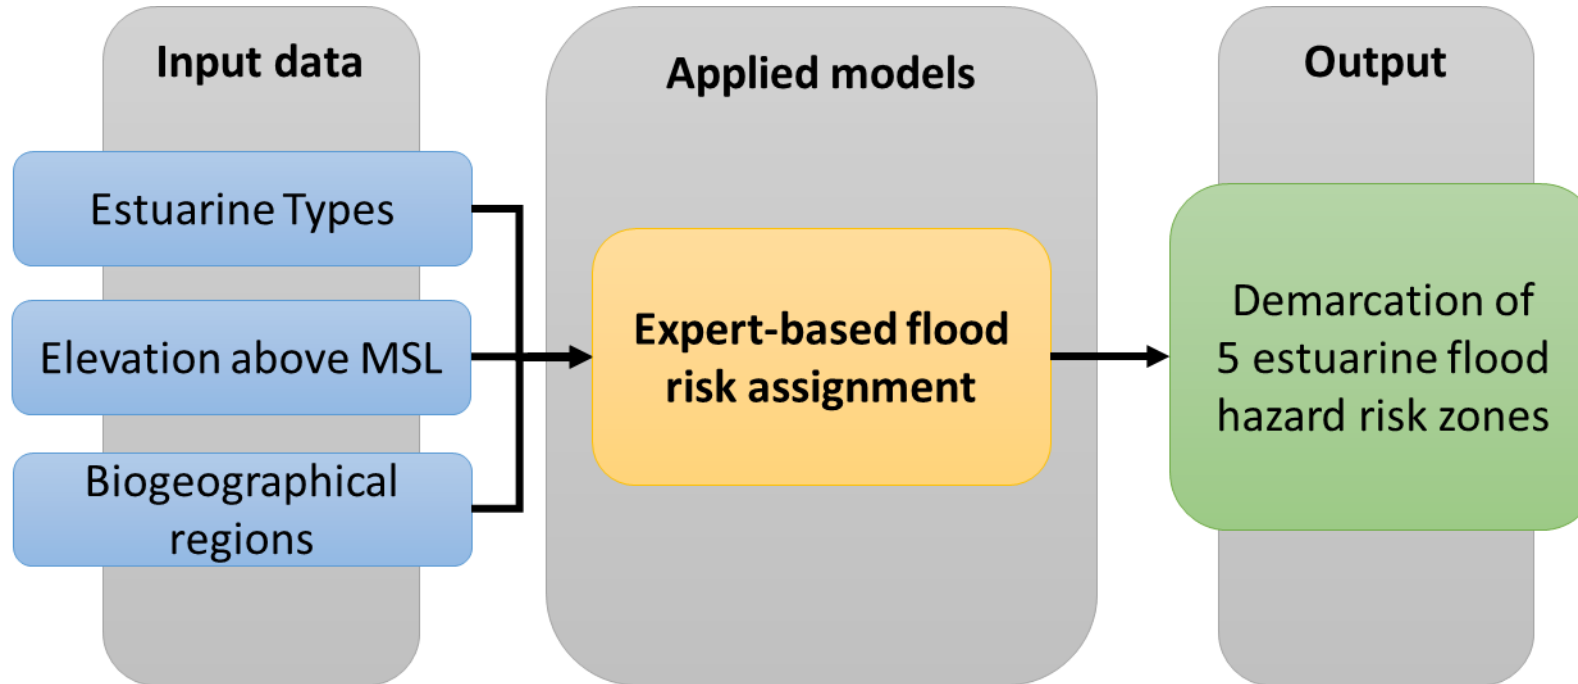 Input data
Estuarine Types
Elevation above MSL
Biogeographical
regions
Applied models
Expert-based flood
risk assignment
Output
Demarcation of
5 estuarine flood
hazard risk zones